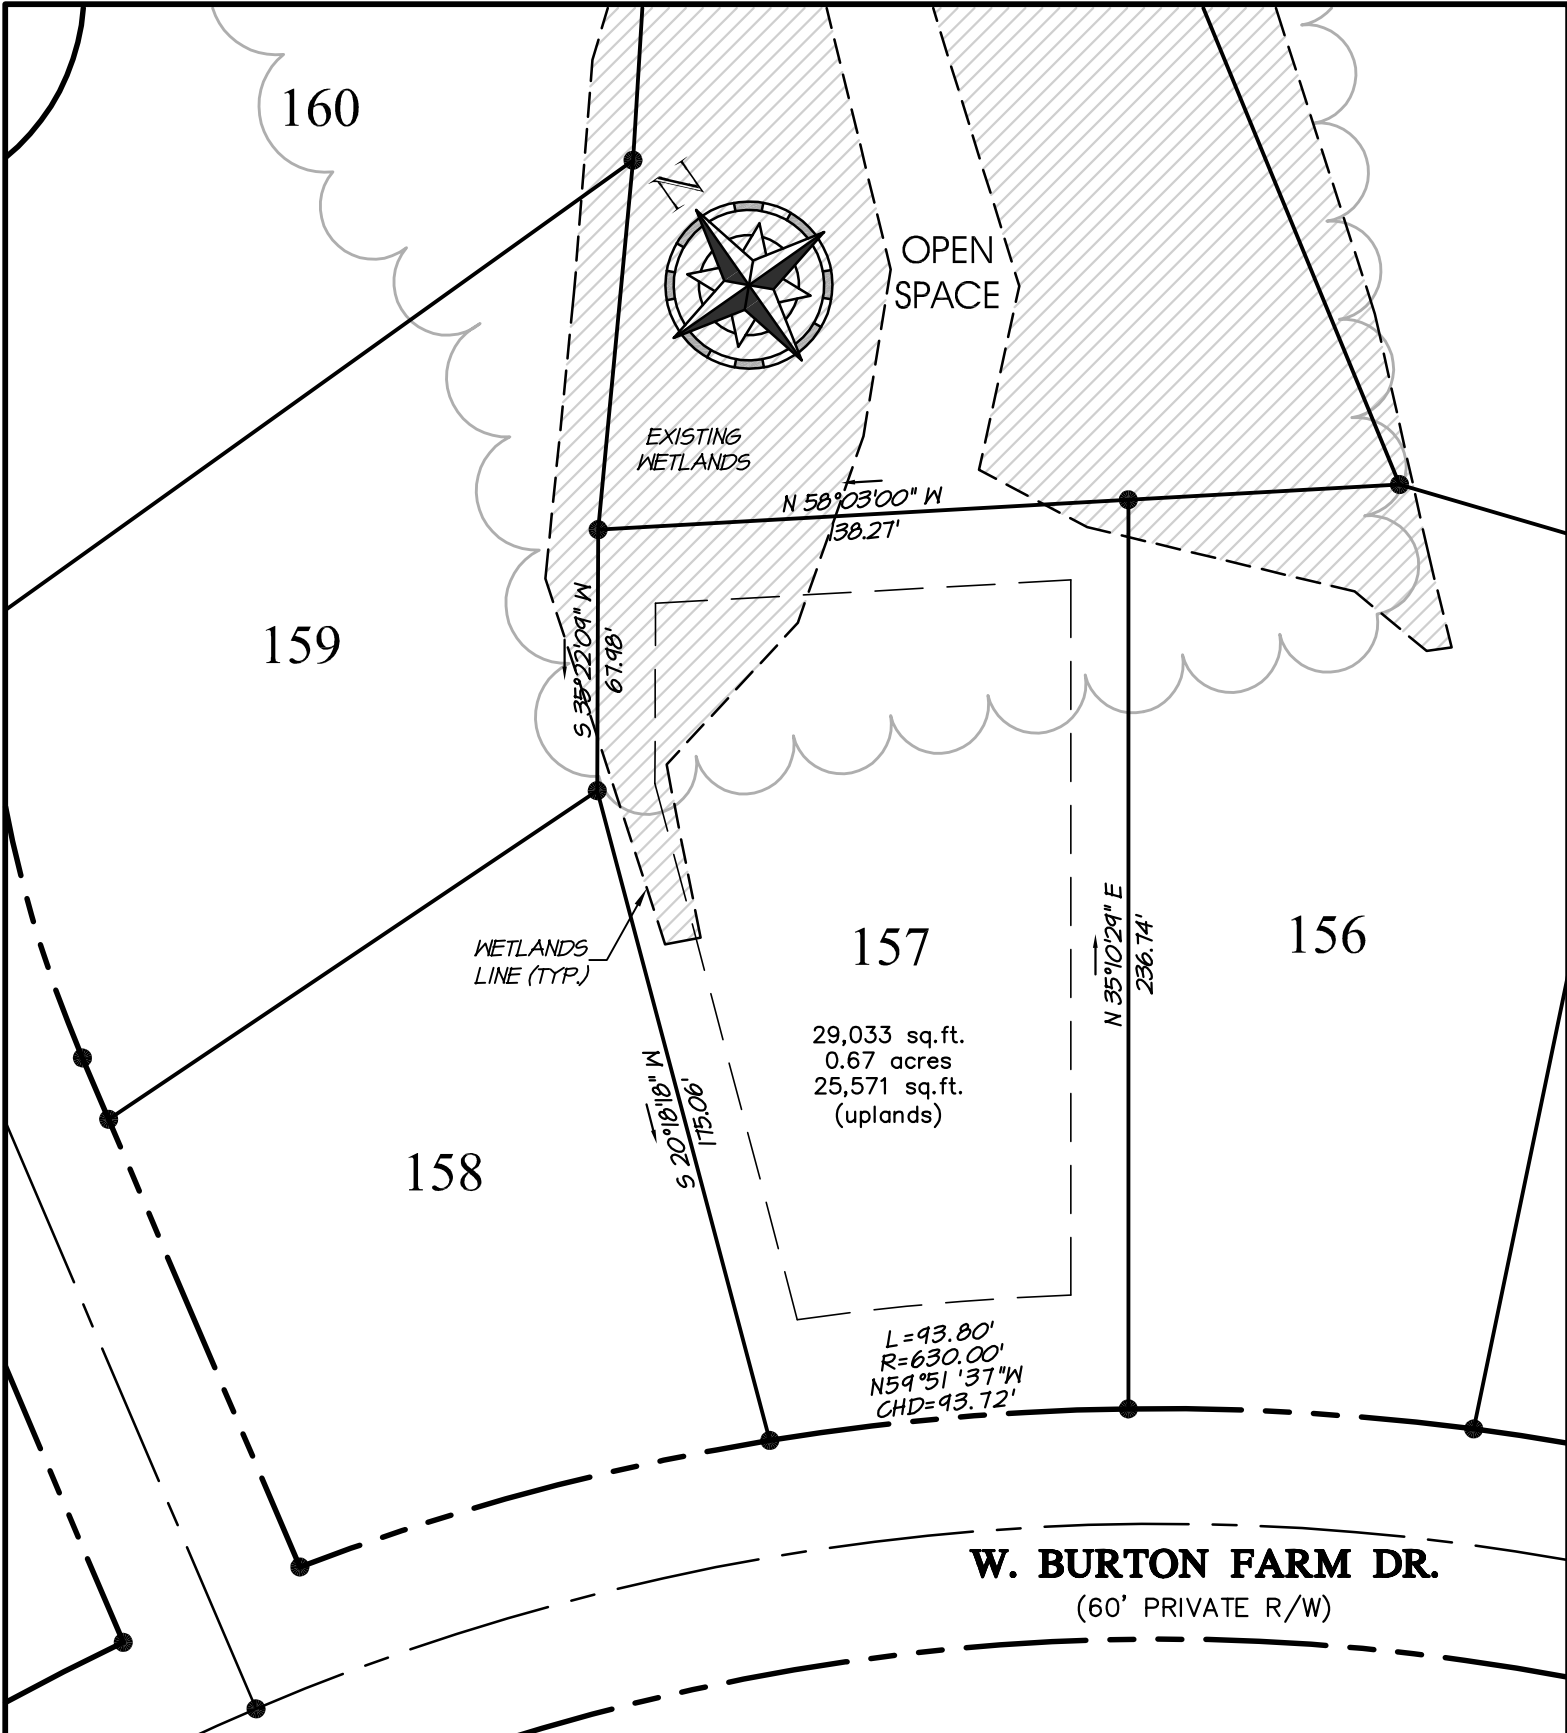 160
N
OPEN
SPACE
EXISTING
WETLANDS
N 58°03'00" W
138.27'
S 35°22'09" W
67.98'
159
WETLANDS
LINE (TYP.)
157
29,033 sq.ft.
0.67 acres
25,571 sq.ft.
(uplands)
N 35°10'29" E
236.74'
156
158
S 20°18'18" W
175.06'
L=93.80'
R=630.00'
N59°51'37"W
CHD=93.72'
W. BURTON FARM DR.
(60' PRIVATE R/W)